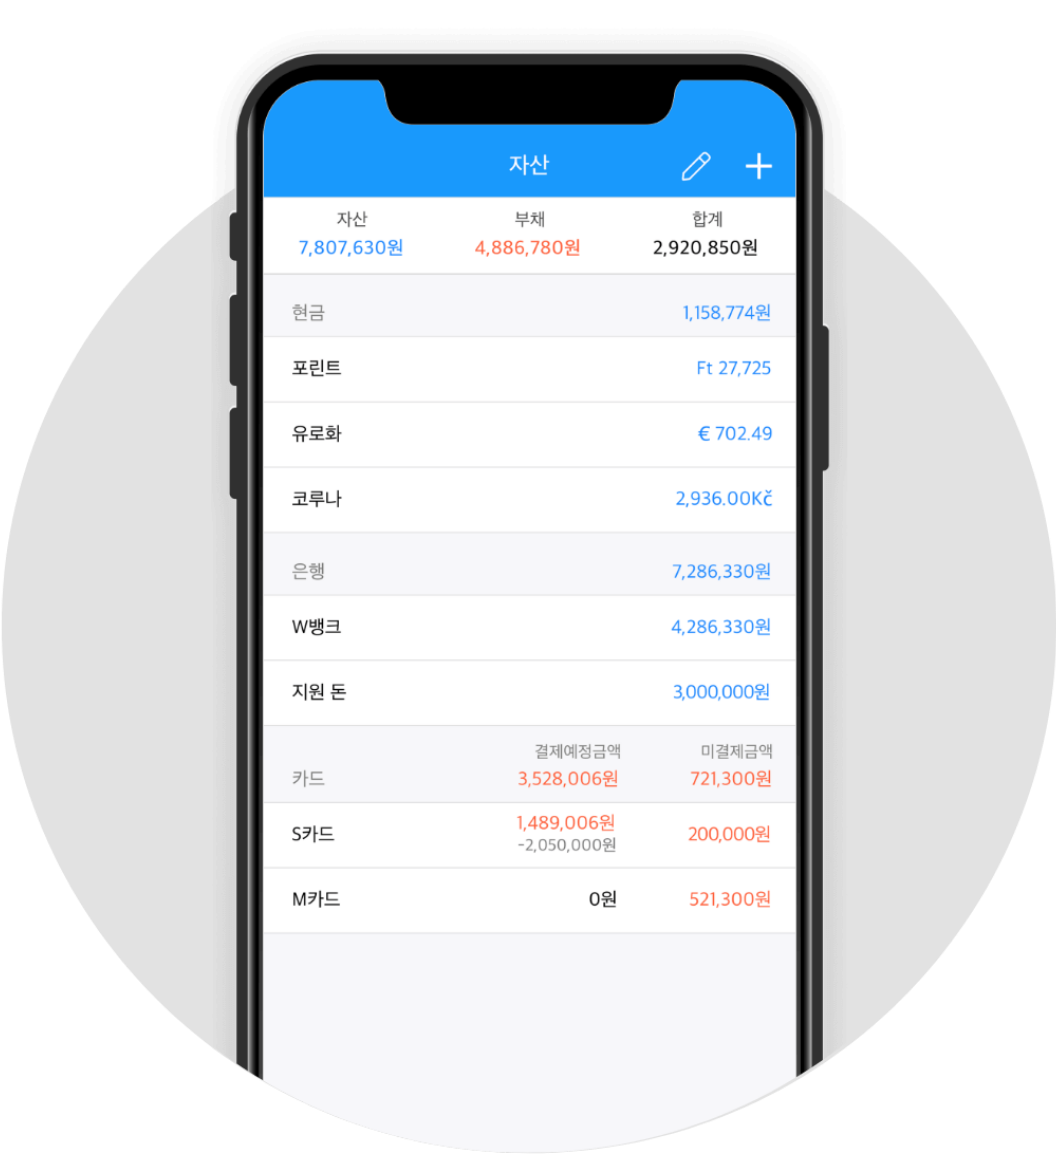 자산
자산 부채 합계
7,807,630원 4,886,780원 2,920,850원
현금 1,158,774원
포린트 Ft 27,725
유로화 € 702.49
코루나 2,936.00Kč
은행 7,286,330원
W뱅크 4,286,330원
지원 돈 3,000,000원
결제예정금액 미결제금액
카드 3,528,006원 721,300원
S카드 1,489,006원 200,000원
-2,050,000원
M카드 0원 521,300원